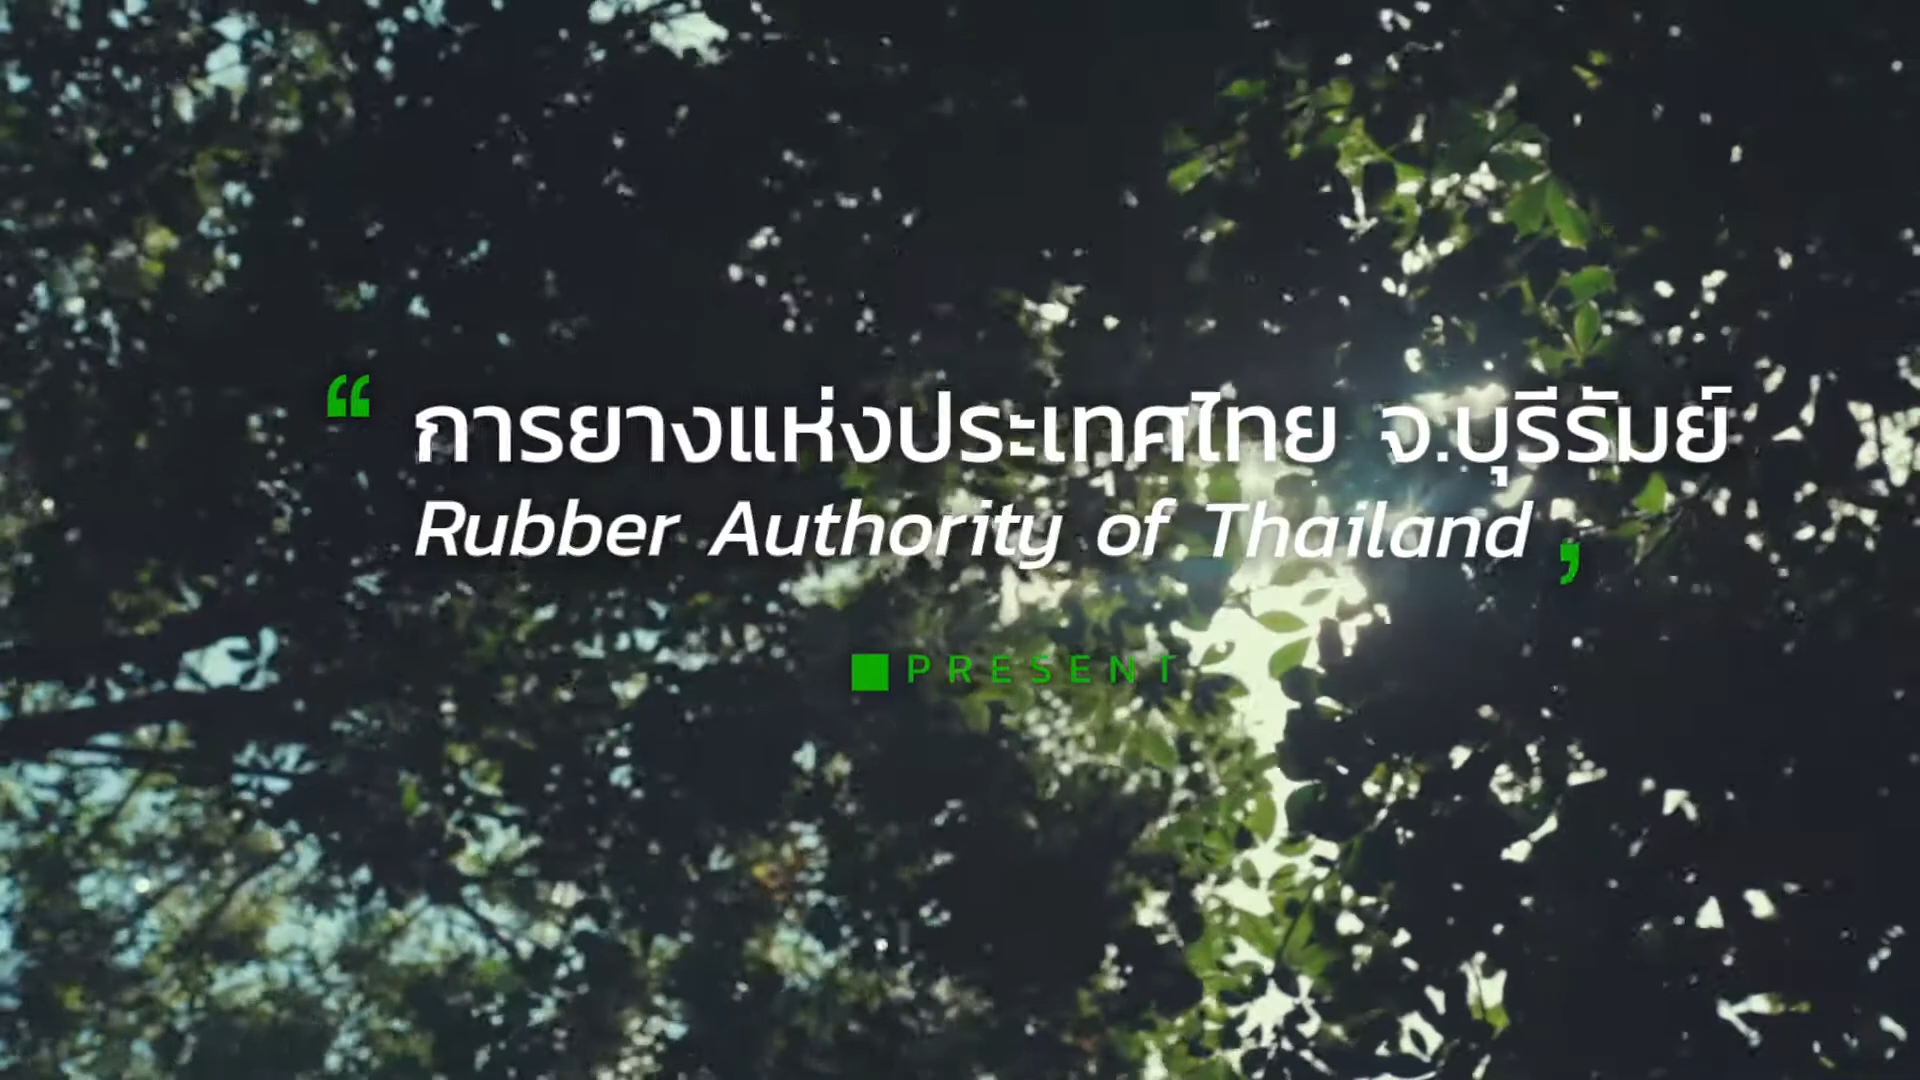 “ การยางแห่งประเทศไทย จ.บุรีรัมย์
Rubber Authority of Thailand ,
PRESENT